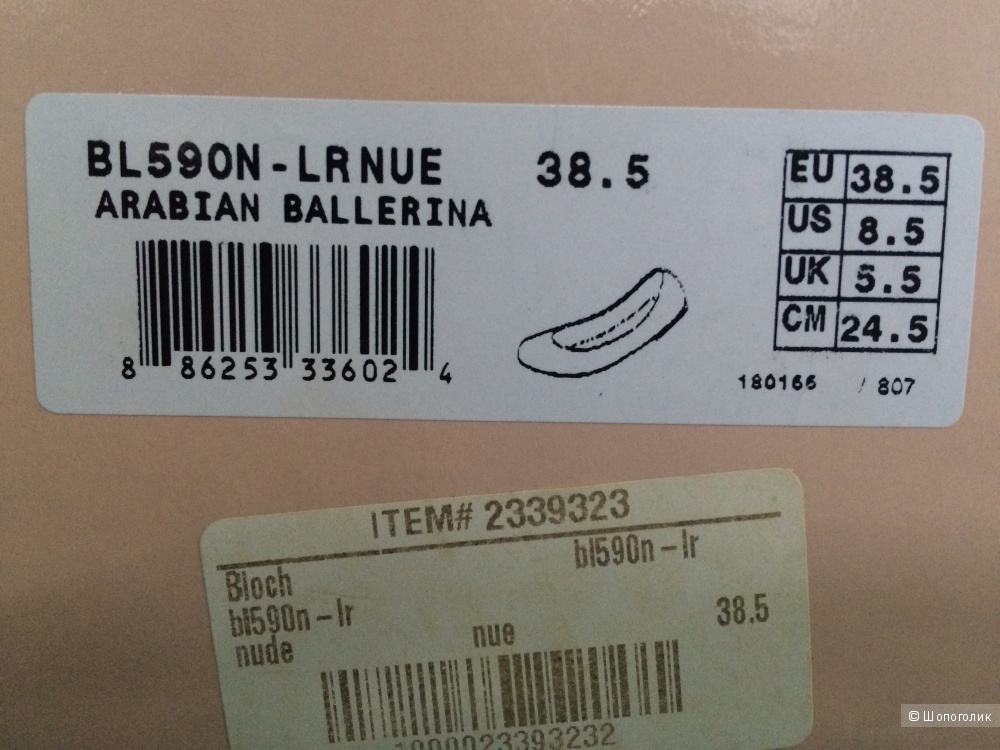 BL590N-LRNUE 38.5
ARABIAN BALLERINA
8 86253 33602 4
EU 38.5
US 8.5
UK 5.5
CM 24.5
180166 / 807
ITEM# 2339323
bl590n-lr
Bloch
bl590n-lr 38.5
nude nue
1000023393232
© Шопоголик